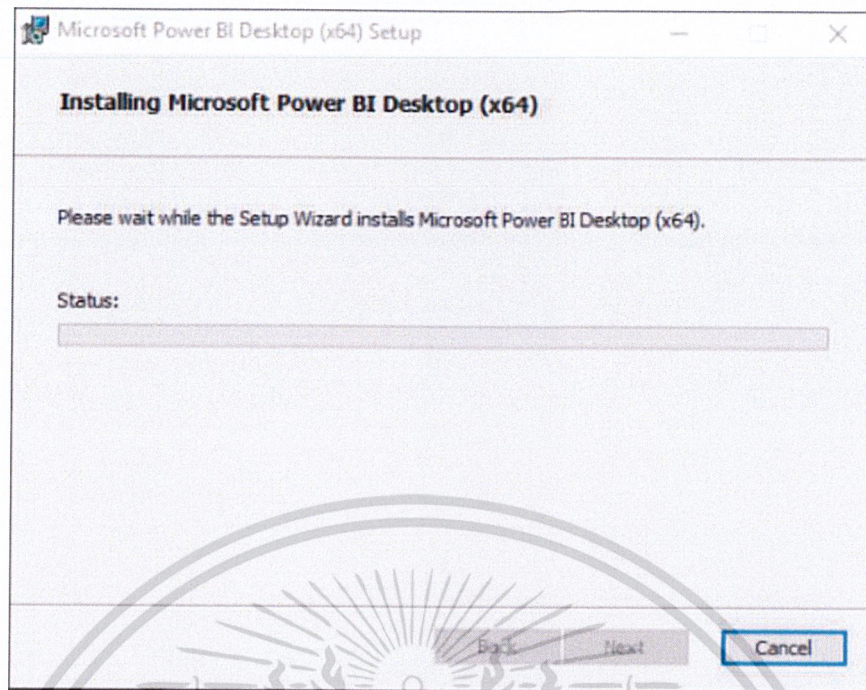 Microsoft Power BI Desktop (x64) Setup
Installing Microsoft Power BI Desktop (x64)
Please wait while the Setup Wizard installs Microsoft Power BI Desktop (x64).
Status:
Back Next Cancel